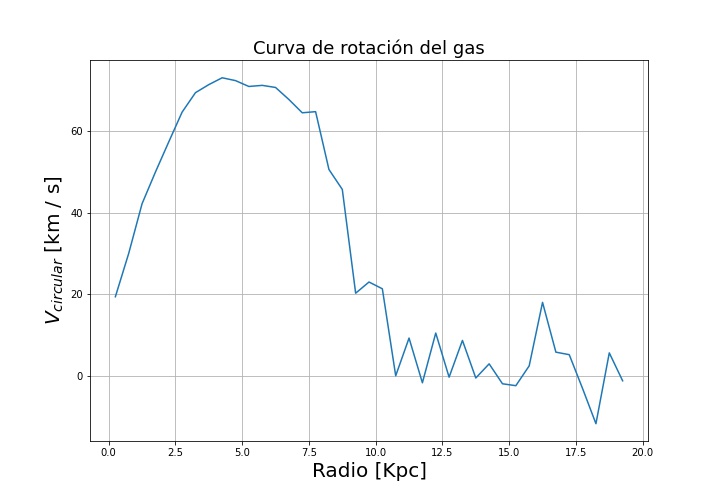 Curva de rotación del gas
V_circular [km / s]
60
40
20
0
0.0 2.5 5.0 7.5 10.0 12.5 15.0 17.5 20.0
Radio [Kpc]